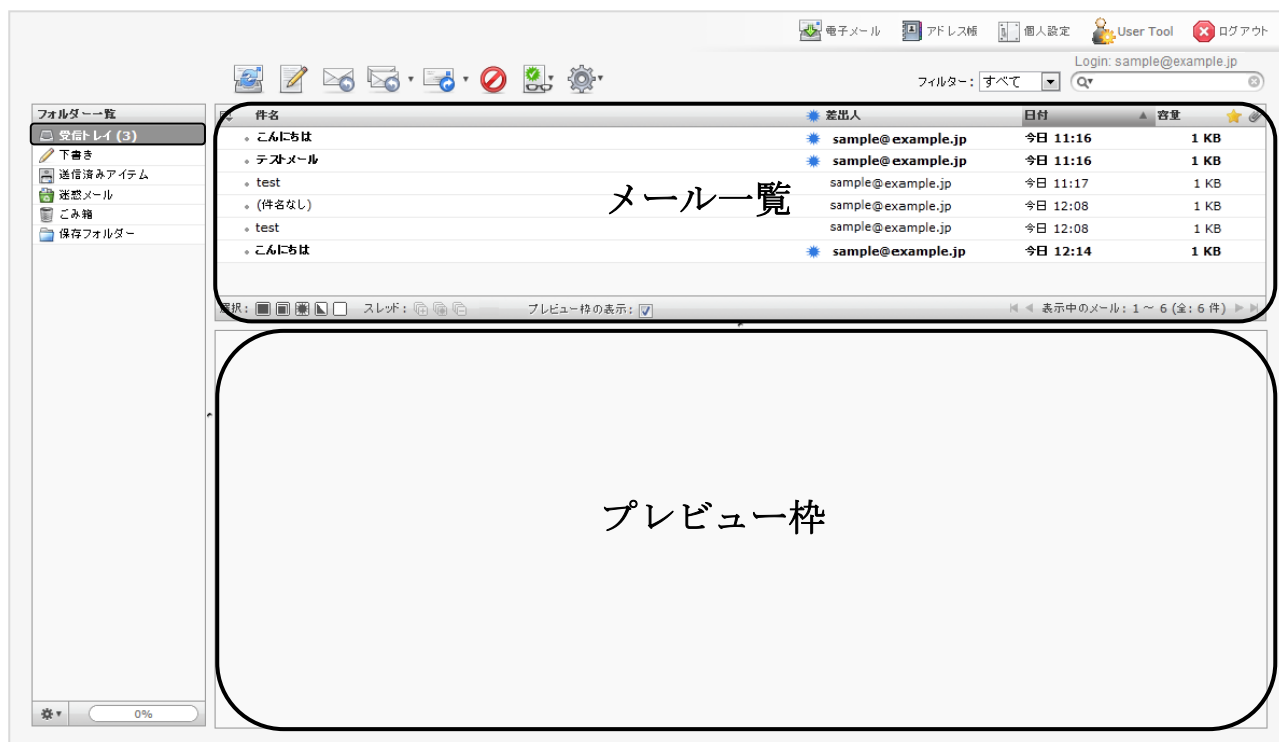 電子メール アドレス帳 個人設定 User Tool ログアウト
Login: sample@example.jp
フィルター: すべて
フォルダー一覧
受信トレイ (3)
下書き
送信済みアイテム
迷惑メール
ごみ箱
保存フォルダー
件名 差出人 日付 容量
こんにちは sample@example.jp 今日 11:16 1 KB
テストメール sample@example.jp 今日 11:16 1 KB
test sample@example.jp 今日 11:17 1 KB
(件名なし) sample@example.jp 今日 12:08 1 KB
test sample@example.jp 今日 12:08 1 KB
こんにちは sample@example.jp 今日 12:14 1 KB
メール一覧
選択: スレッド: プレビュー枠の表示: 表示中のメール: 1 ～ 6 (全: 6 件)
プレビュー枠
0%